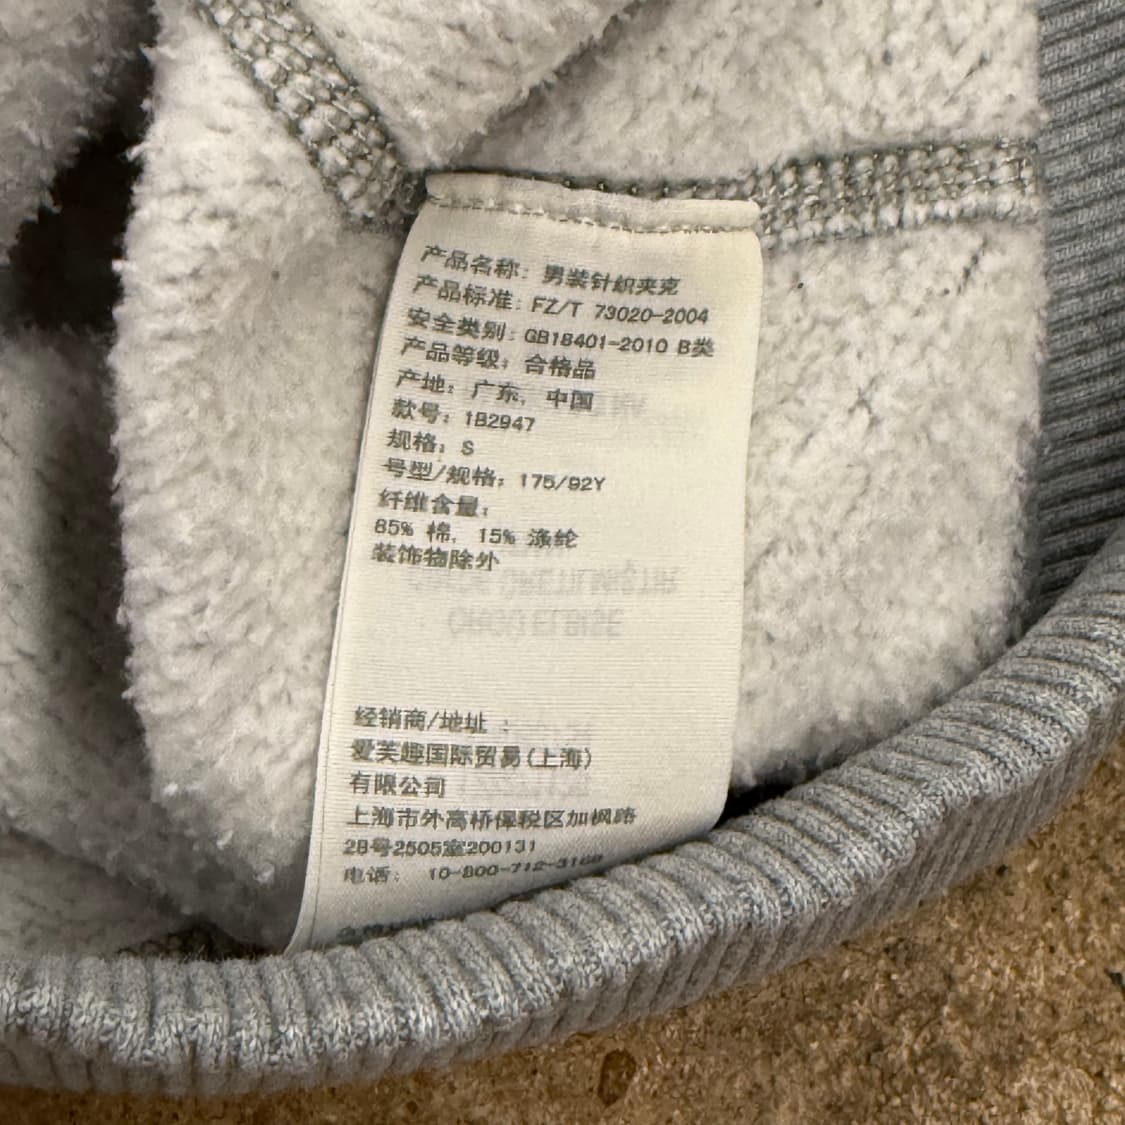 产品名称：男装针织夹克
产品标准：FZ/T 73020-2004
安全类别：GB18401-2010 B类
产品等级：合格品
产地：广东，中国
款号：1B2947
规格：S
号型/规格：175/92Y
纤维含量：
85% 棉，15% 涤纶
装饰物除外
经销商/地址：
爱芙趣国际贸易(上海)
有限公司
上海市外高桥保税区加枫路
28号2505室200131
电话： 10-800-712-